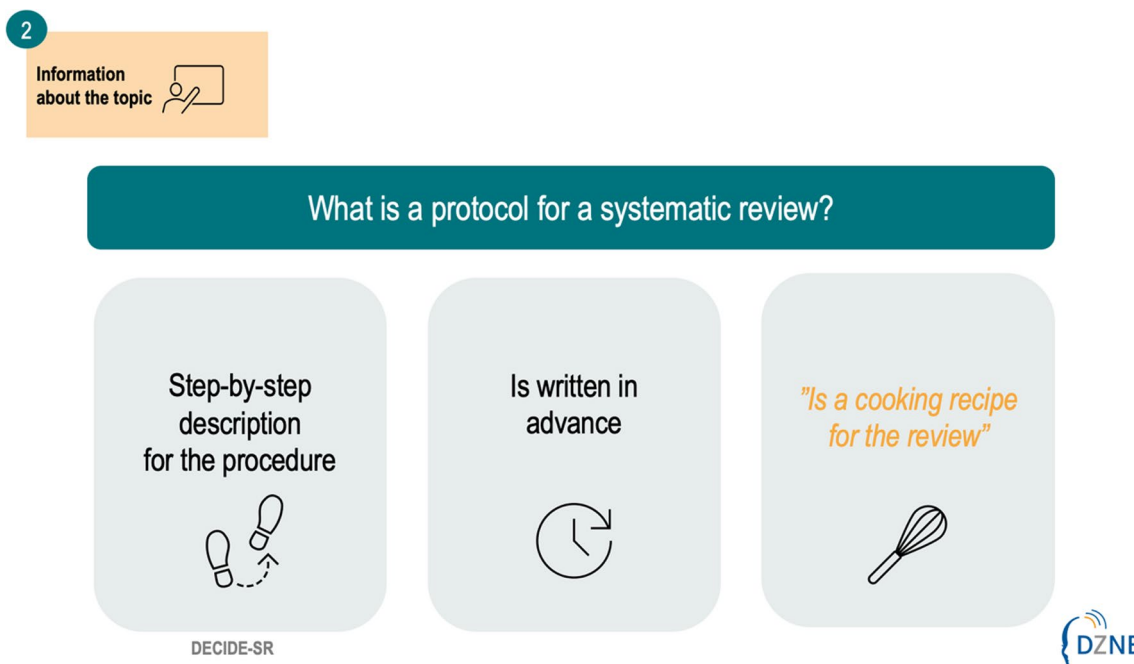 2
Information
about the topic
What is a protocol for a systematic review?
Step-by-step
description
for the procedure
Is written in
advance
”Is a cooking recipe
for the review”
DECIDE-SR
DZNE